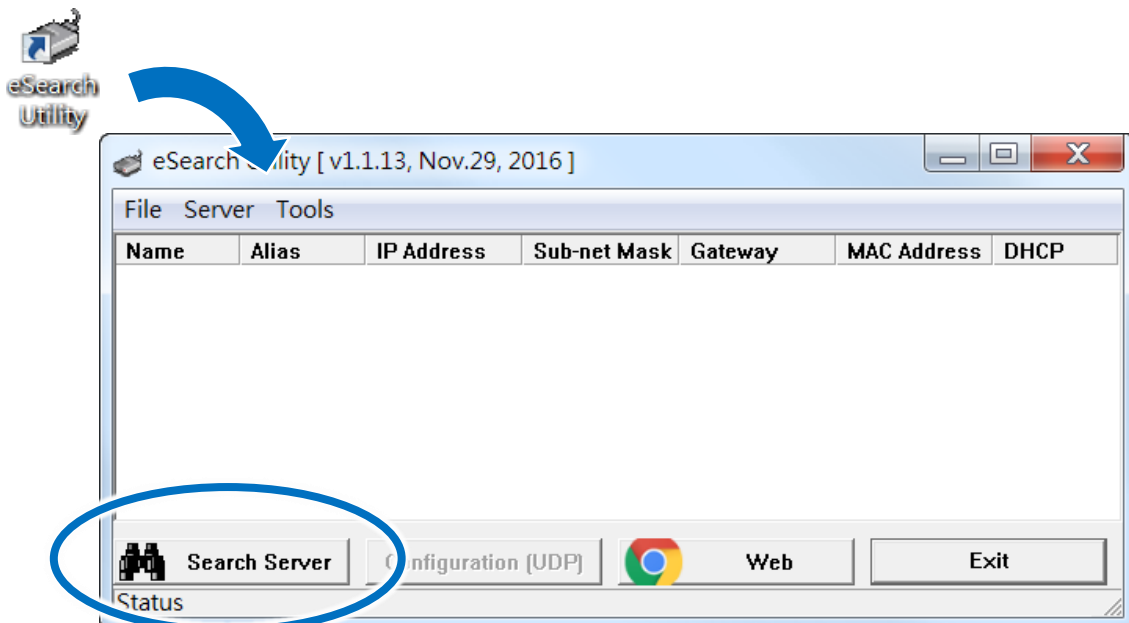 eSearch
Utility
eSearch Utility [ v1.1.13, Nov.29, 2016 ]
File Server Tools
Name Alias IP Address Sub-net Mask Gateway MAC Address DHCP
Search Server Configuration (UDP) Web Exit
Status